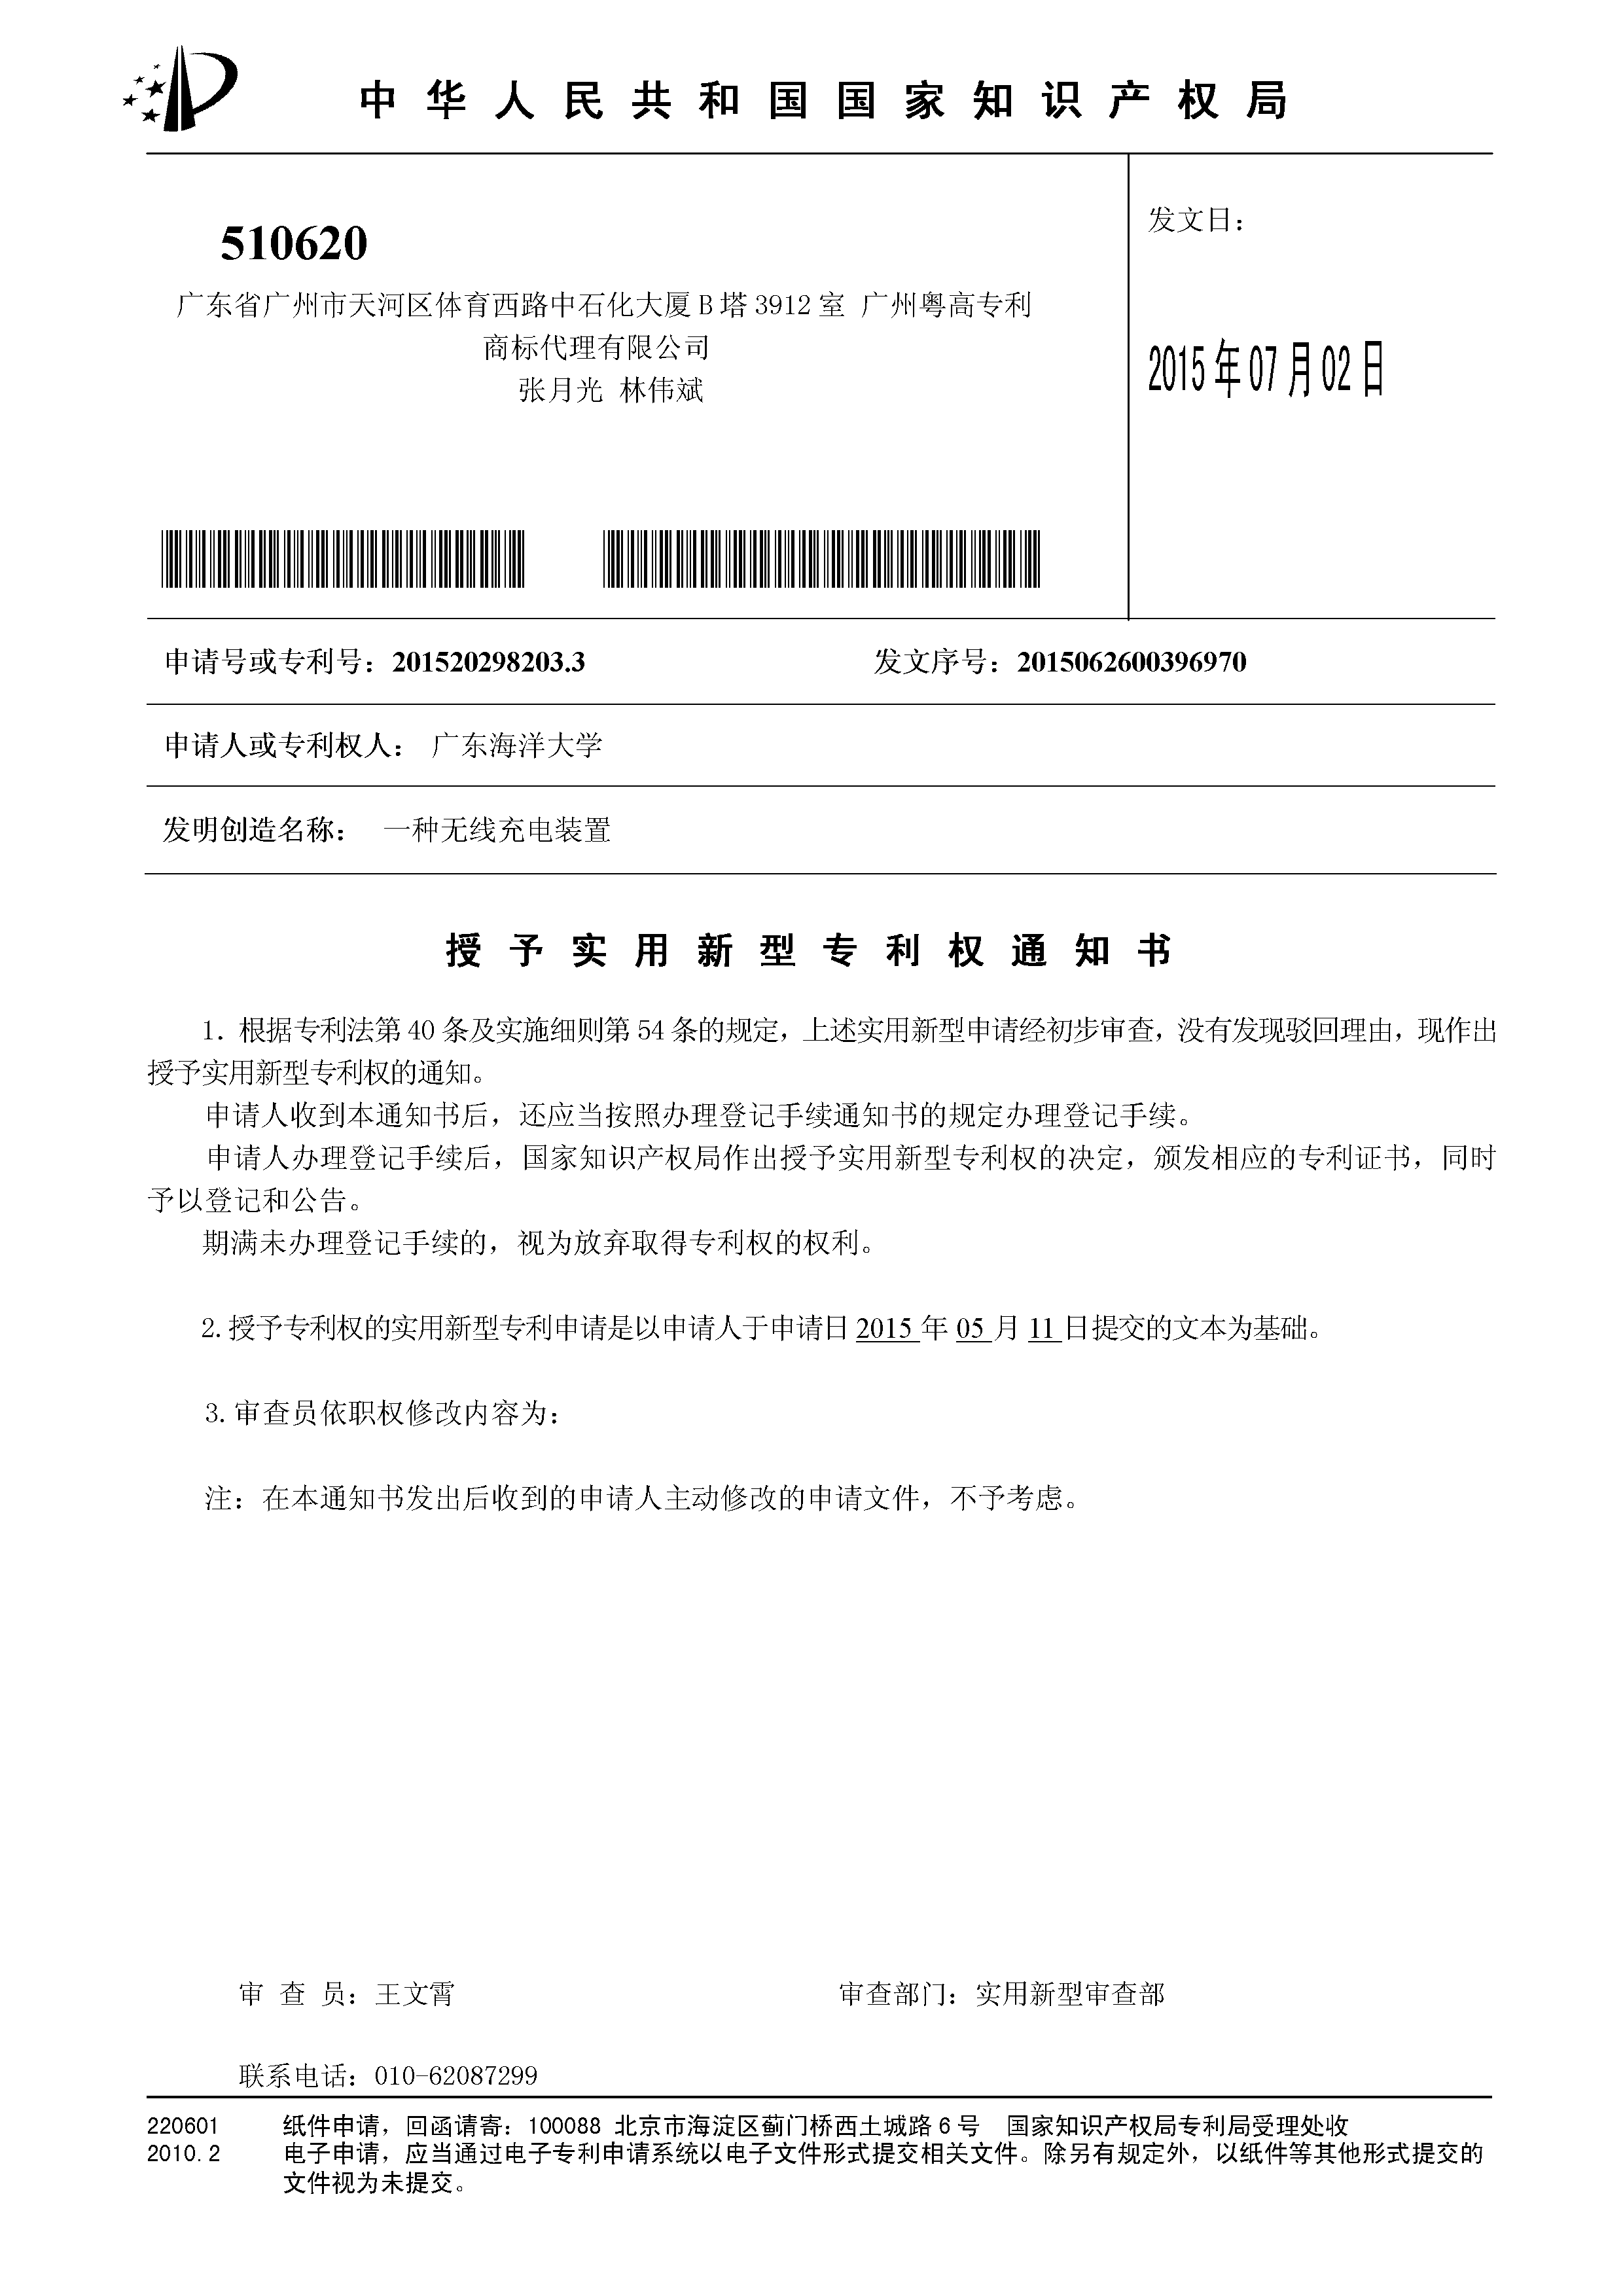 中华人民共和国国家知识产权局
510620
广东省广州市天河区体育西路中石化大厦 B 塔 3912 室 广州粤高专利
商标代理有限公司
张月光 林伟斌
发文日：
2015年07月02日
申请号或专利号：201520298203.3 发文序号：2015062600396970
申请人或专利权人： 广东海洋大学
发明创造名称： 一种无线充电装置
授予实用新型专利权通知书
1. 根据专利法第 40 条及实施细则第 54 条的规定，上述实用新型申请经初步审查，没有发现驳回理由，现作出
授予实用新型专利权的通知。
申请人收到本通知书后，还应当按照办理登记手续通知书的规定办理登记手续。
申请人办理登记手续后，国家知识产权局作出授予实用新型专利权的决定，颁发相应的专利证书，同时
予以登记和公告。
期满未办理登记手续的，视为放弃取得专利权的权利。
2.授予专利权的实用新型专利申请是以申请人于申请日 2015 年 05 月 11 日提交的文本为基础。
3.审查员依职权修改内容为：
注：在本通知书发出后收到的申请人主动修改的申请文件，不予考虑。
审 查 员：王文霄 审查部门：实用新型审查部
联系电话：010-62087299
220601 纸件申请，回函请寄：100088 北京市海淀区蓟门桥西土城路 6 号 国家知识产权局专利局受理处收
2010.2 电子申请，应当通过电子专利申请系统以电子文件形式提交相关文件。除另有规定外，以纸件等其他形式提交的
文件视为未提交。